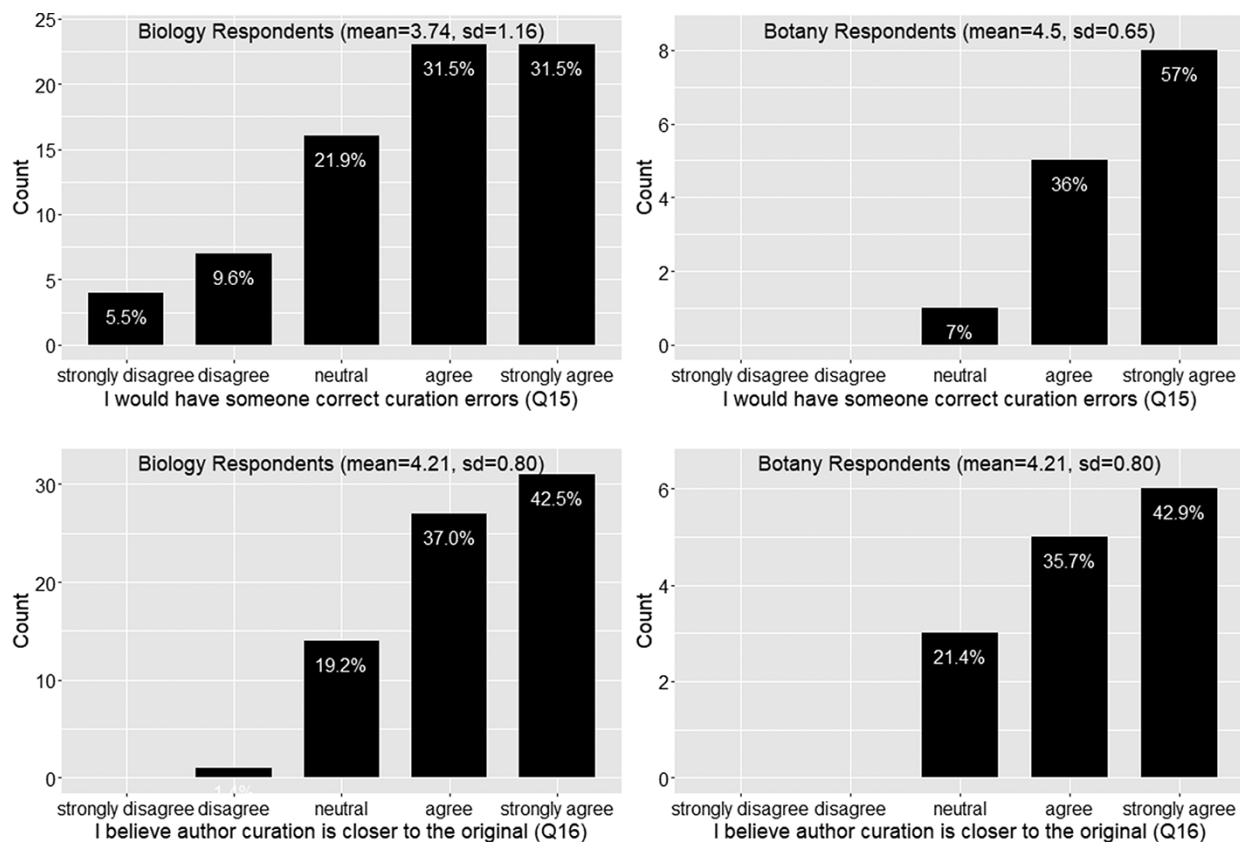 Biology Respondents (mean=3.74, sd=1.16)
25
20
15
10
5
0
Count
5.5%
9.6%
21.9%
31.5%
31.5%
strongly disagree disagree neutral agree strongly agree
I would have someone correct curation errors (Q15)
Botany Respondents (mean=4.5, sd=0.65)
8
6
4
2
0
Count
7%
36%
57%
strongly disagree disagree neutral agree strongly agree
I would have someone correct curation errors (Q15)
Biology Respondents (mean=4.21, sd=0.80)
30
20
10
0
Count
1.4%
19.2%
37.0%
42.5%
strongly disagree disagree neutral agree strongly agree
I believe author curation is closer to the original (Q16)
Botany Respondents (mean=4.21, sd=0.80)
6
4
2
0
Count
21.4%
35.7%
42.9%
strongly disagree disagree neutral agree strongly agree
I believe author curation is closer to the original (Q16)